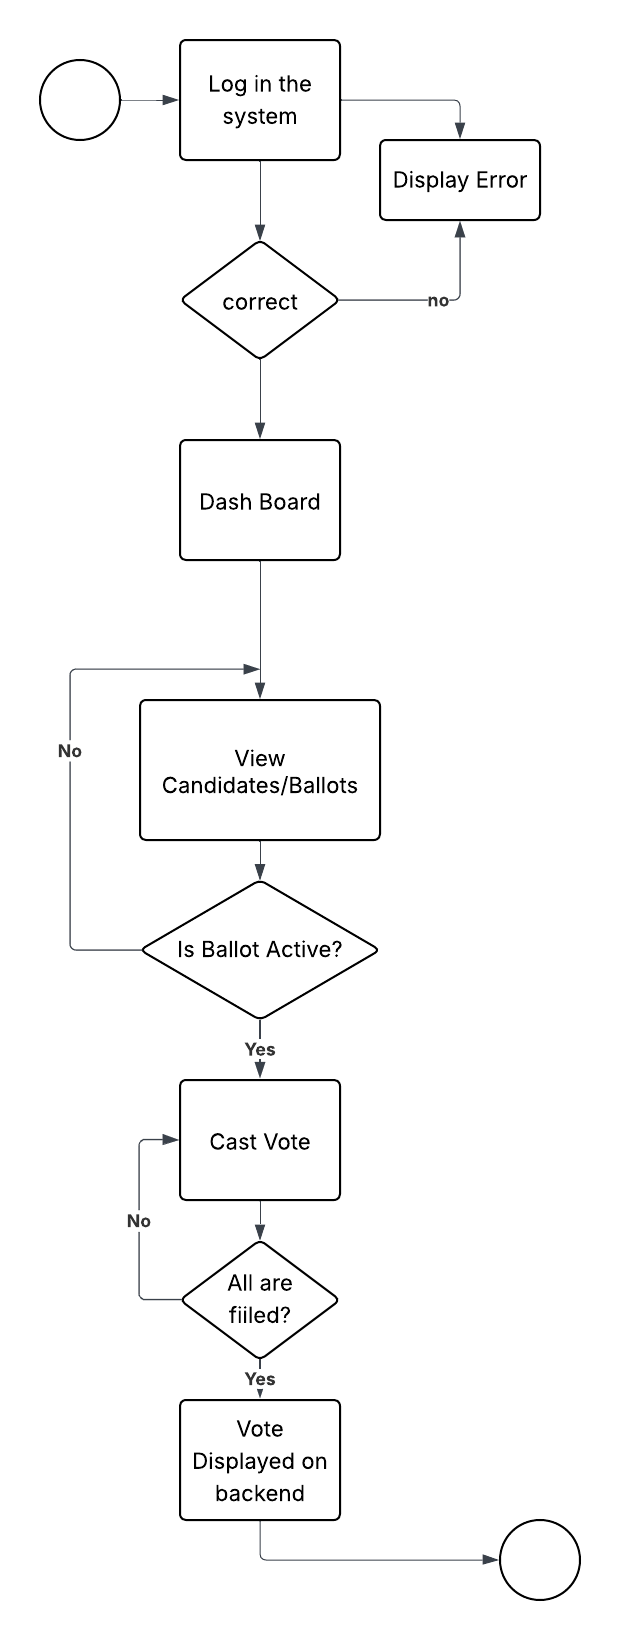 Log in the
system
Display Error
correct
no
Dash Board
No
View
Candidates/Ballots
Is Ballot Active?
Yes
Cast Vote
No
All are
fiiled?
Yes
Vote
Displayed on
backend